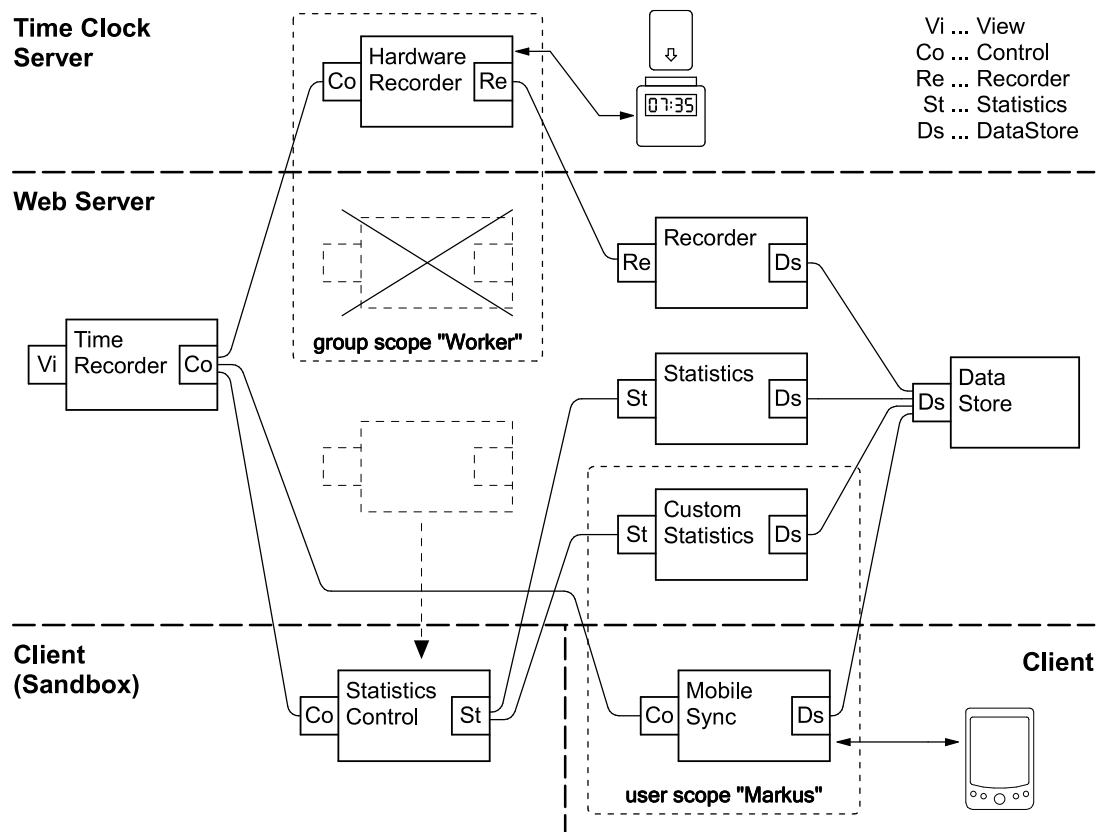 Time Clock
Server
Hardware
Recorder
Co
Re
07:35
Vi ... View
Co ... Control
Re ... Recorder
St ... Statistics
Ds ... DataStore
Web Server
Recorder
Re
Ds
group scope "Worker"
Time
Recorder
Vi
Co
Statistics
St
Ds
Data
Store
Ds
Custom
Statistics
St
Ds
Client
(Sandbox)
Client
Statistics
Control
Co
St
Mobile
Sync
Co
Ds
user scope "Markus"